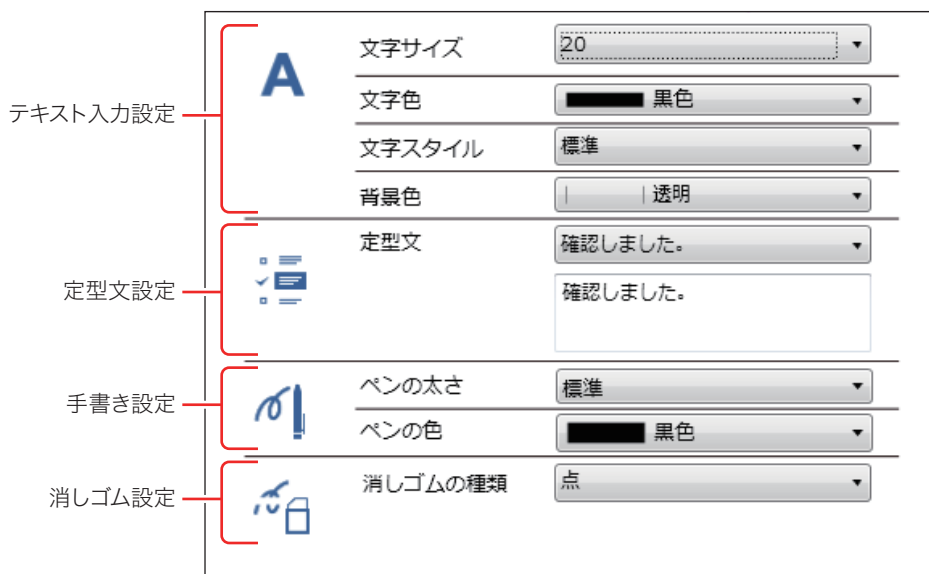 テキスト入力設定
A
文字サイズ 20
文字色 黒色
文字スタイル 標準
背景色 透明
定型文設定
定型文 確認しました。
確認しました。
手書き設定
ペンの太さ 標準
ペンの色 黒色
消しゴム設定
消しゴムの種類 点